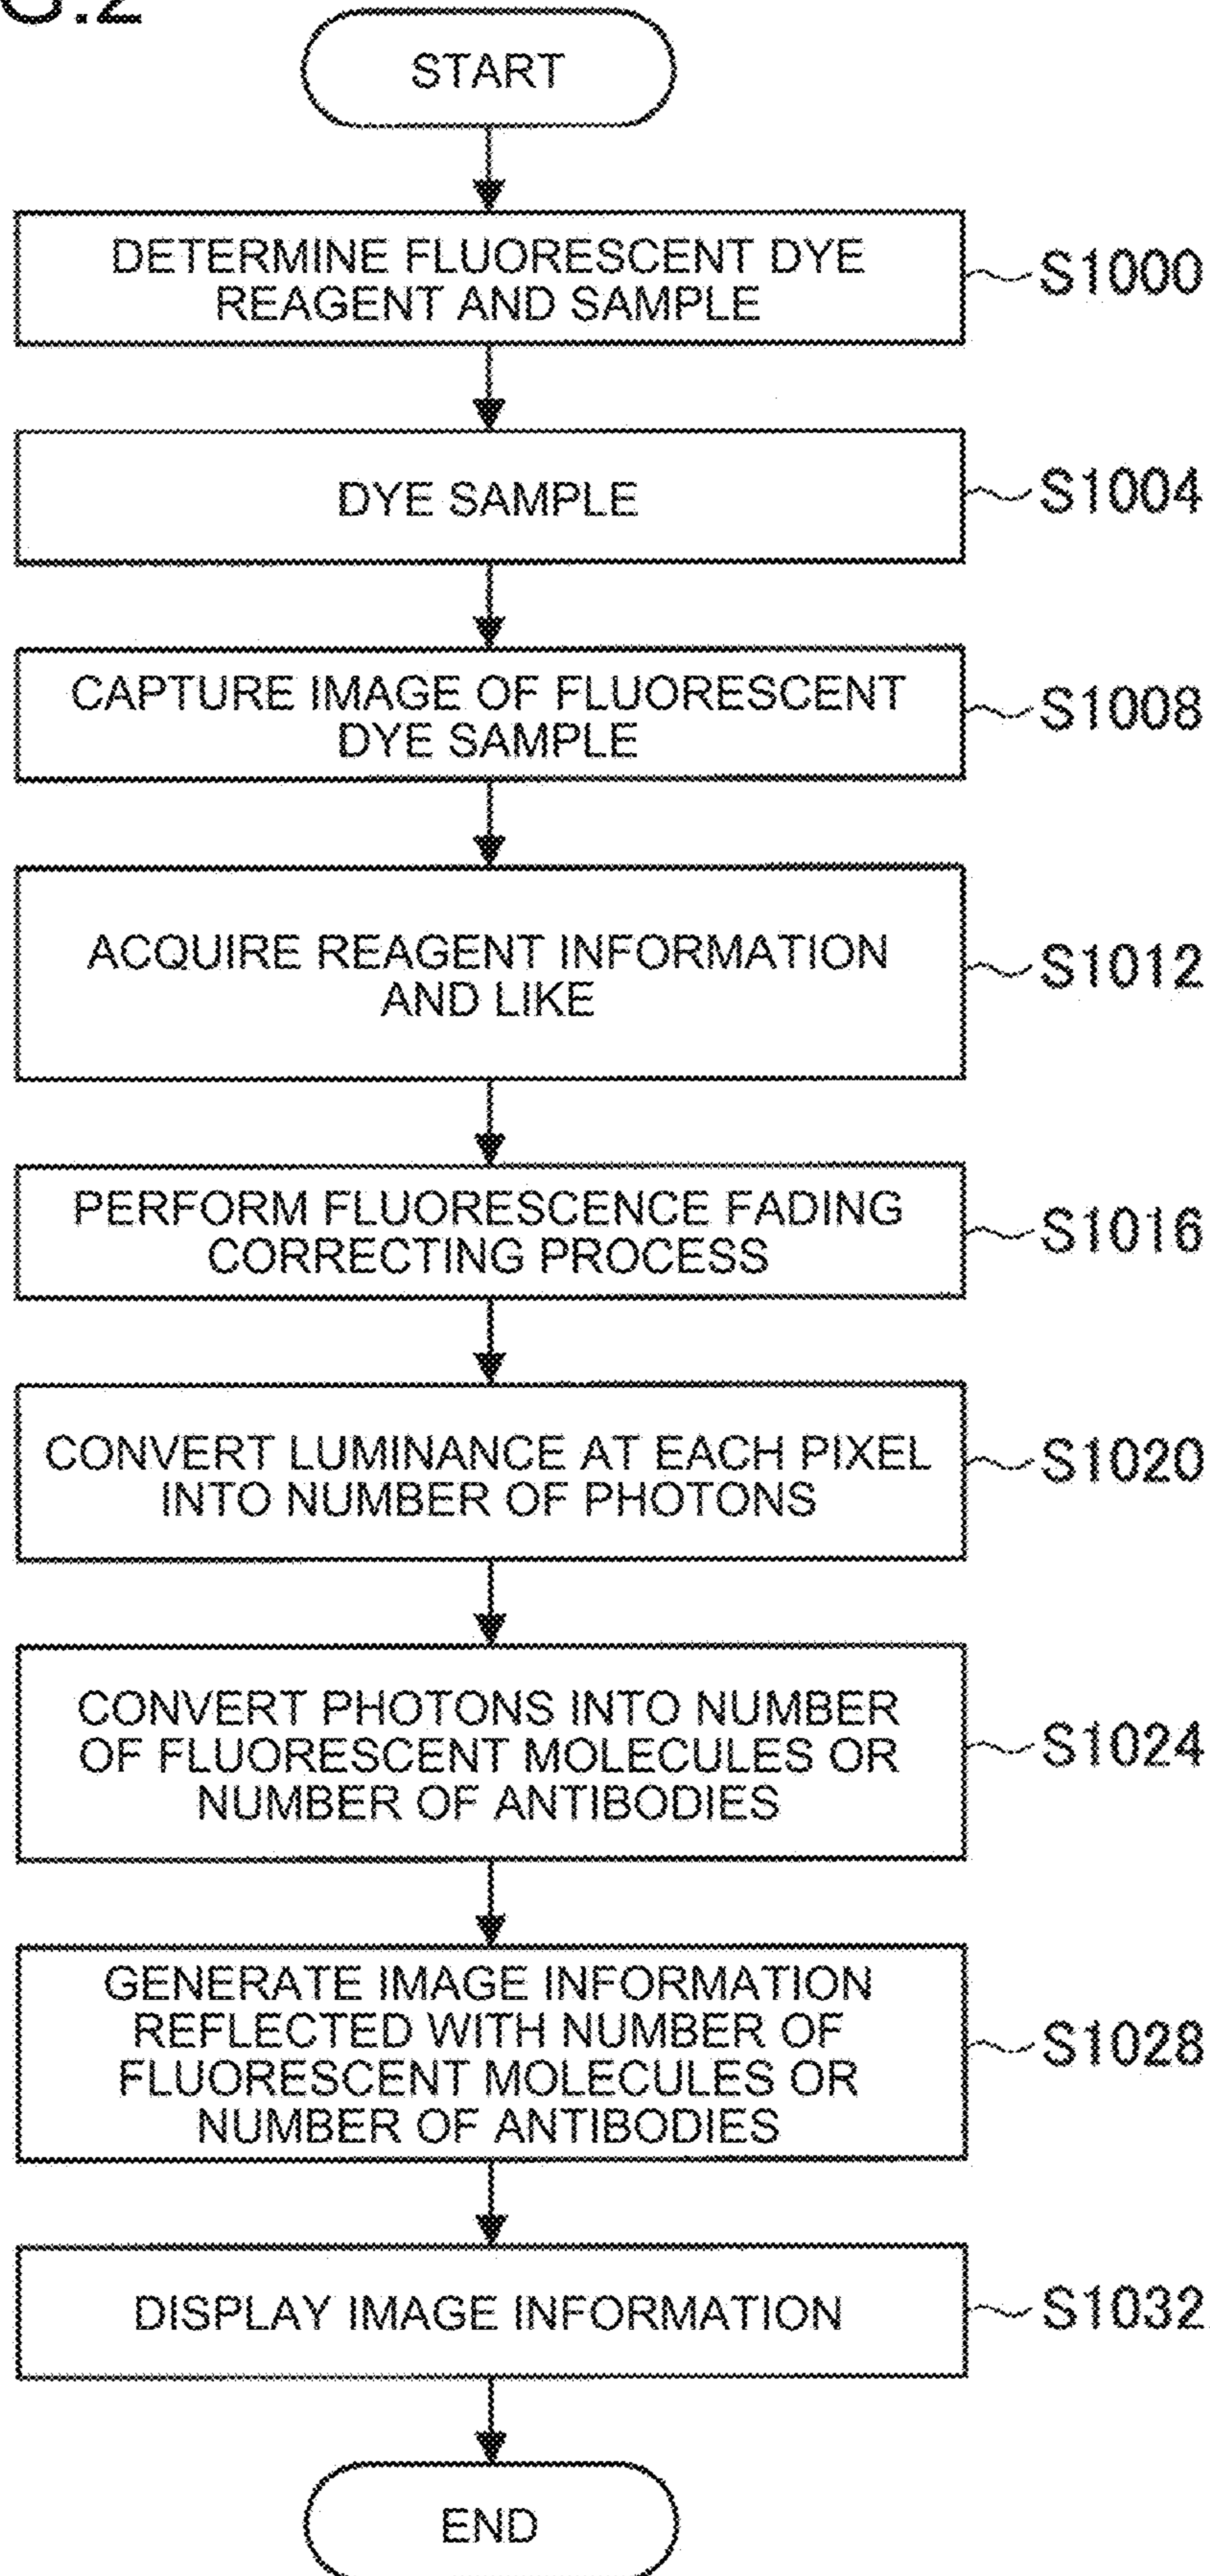 G.2
START
DETERMINE FLUORESCENT DYE
REAGENT AND SAMPLE
S1000
DYE SAMPLE
S1004
CAPTURE IMAGE OF FLUORESCENT
DYE SAMPLE
S1008
ACQUIRE REAGENT INFORMATION
AND LIKE
S1012
PERFORM FLUORESCENCE FADING
CORRECTING PROCESS
S1016
CONVERT LUMINANCE AT EACH PIXEL
INTO NUMBER OF PHOTONS
S1020
CONVERT PHOTONS INTO NUMBER
OF FLUORESCENT MOLECULES OR
NUMBER OF ANTIBODIES
S1024
GENERATE IMAGE INFORMATION
REFLECTED WITH NUMBER OF
FLUORESCENT MOLECULES OR
NUMBER OF ANTIBODIES
S1028
DISPLAY IMAGE INFORMATION
S1032
END